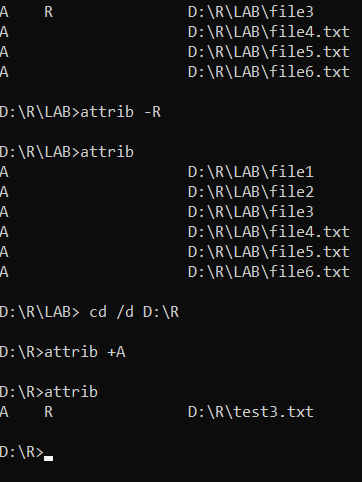 A    R             D:\R\LAB\file3
A                  D:\R\LAB\file4.txt
A                  D:\R\LAB\file5.txt
A                  D:\R\LAB\file6.txt
D:\R\LAB>attrib -R
D:\R\LAB>attrib
A                  D:\R\LAB\file1
A                  D:\R\LAB\file2
A                  D:\R\LAB\file3
A                  D:\R\LAB\file4.txt
A                  D:\R\LAB\file5.txt
A                  D:\R\LAB\file6.txt
D:\R\LAB> cd /d D:\R
D:\R>attrib +A
D:\R>attrib
A    R             D:\R\test3.txt
D:\R>